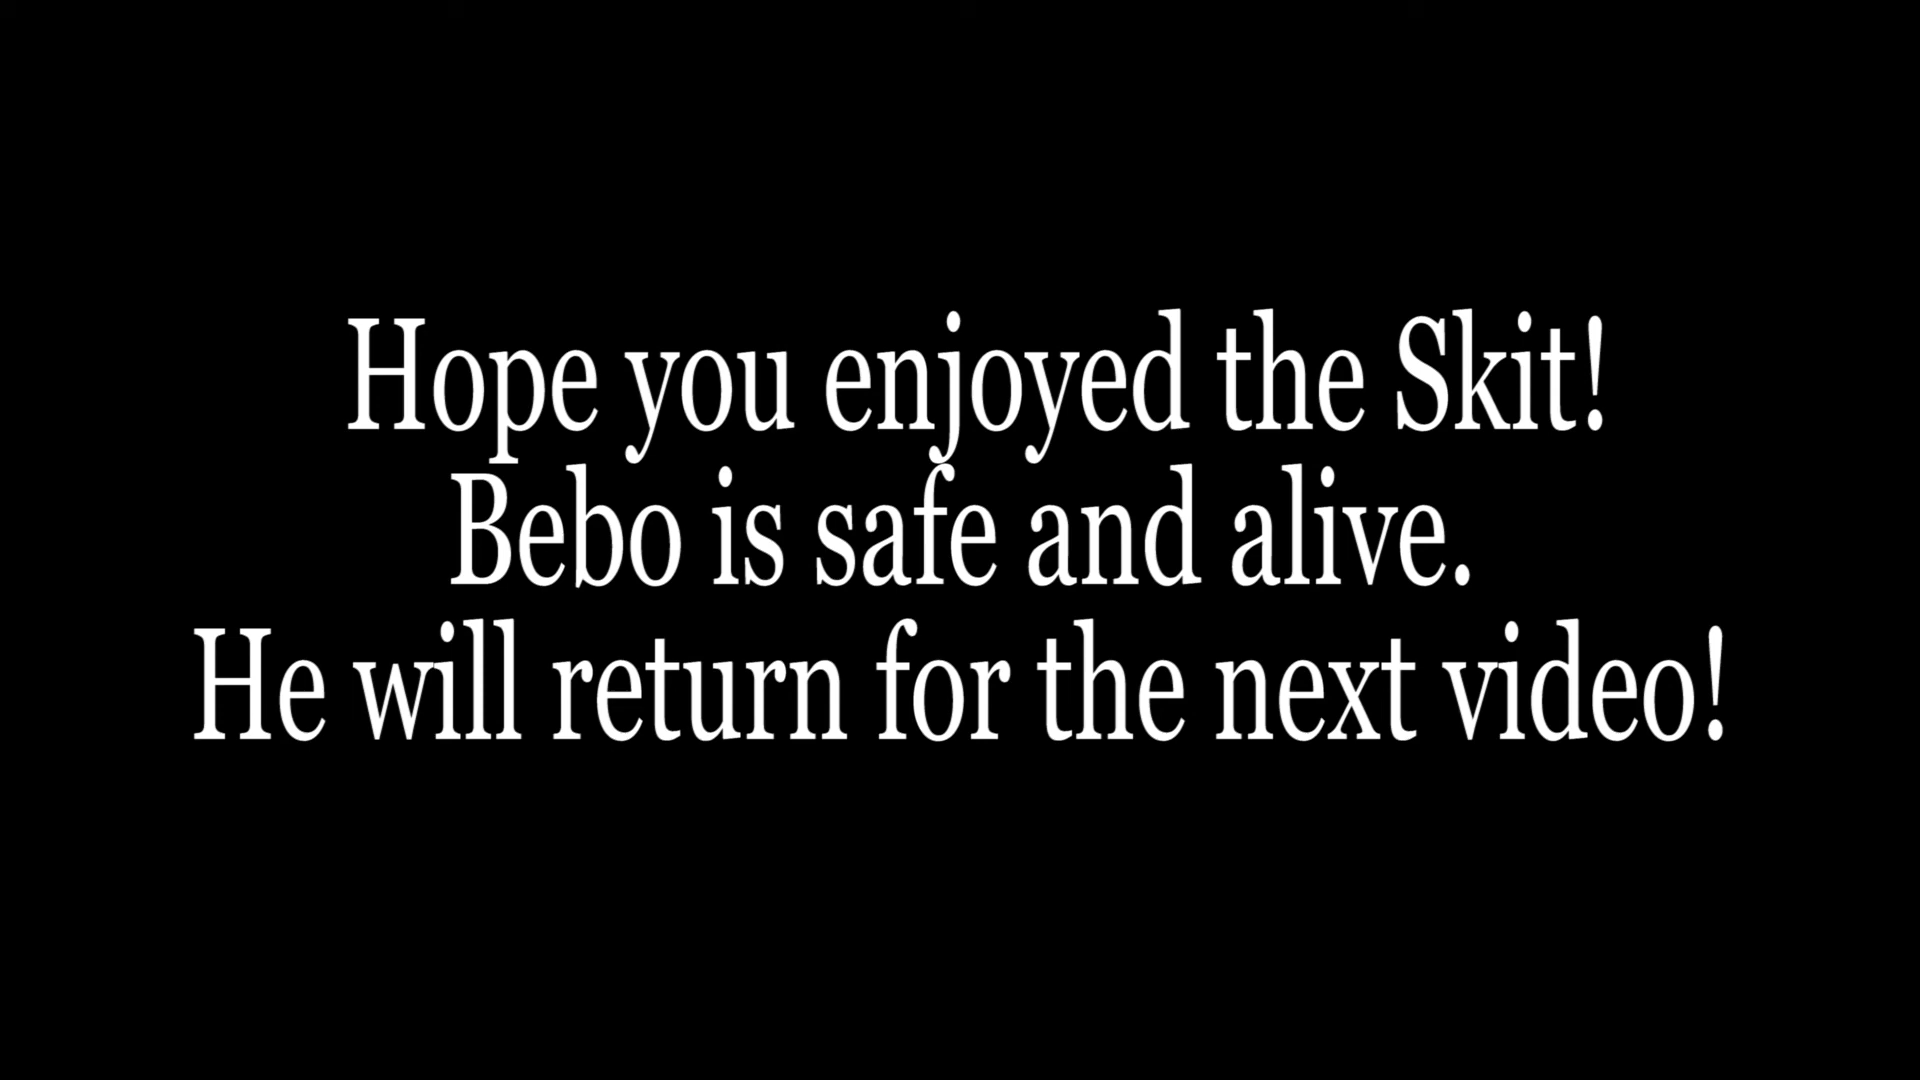 Hope you enjoyed the Skit!
Bebo is safe and alive.
He will return for the next video!